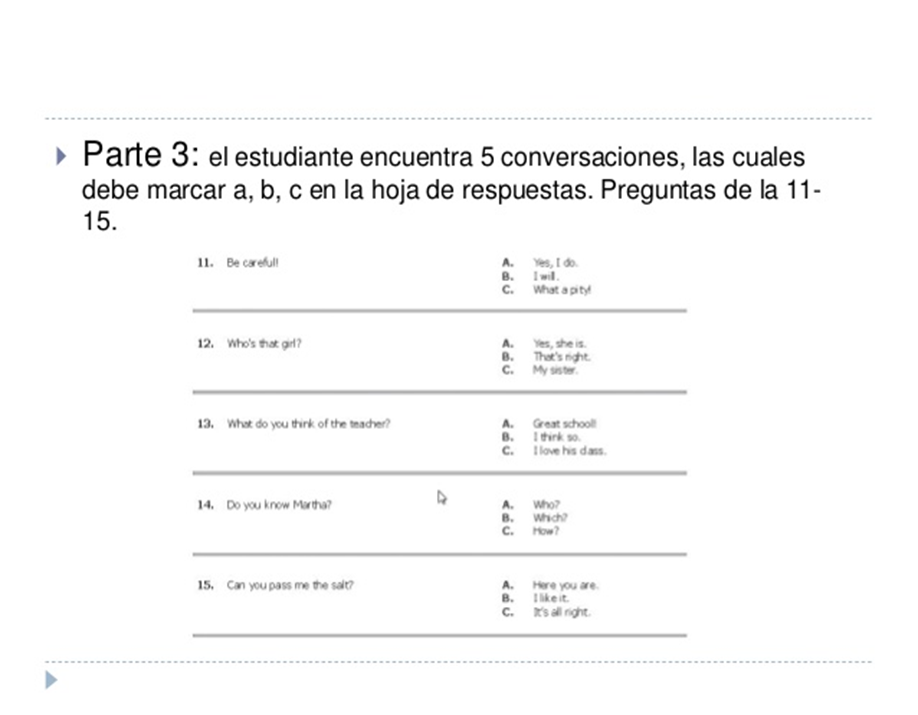 Parte 3: el estudiante encuentra 5 conversaciones, las cuales
debe marcar a, b, c en la hoja de respuestas. Preguntas de la 11-
15.
11. Be careful! A. Yes, I do.
B. I will.
C. What a pity!
12. Who's that girl? A. Yes, she is.
B. That's right.
C. My sister.
13. What do you think of the teacher? A. Great school!
B. I think so.
C. I love his class.
14. Do you know Martha? A. Who?
B. Which?
C. How?
15. Can you pass me the salt? A. Here you are.
B. I like it.
C. It's all right.